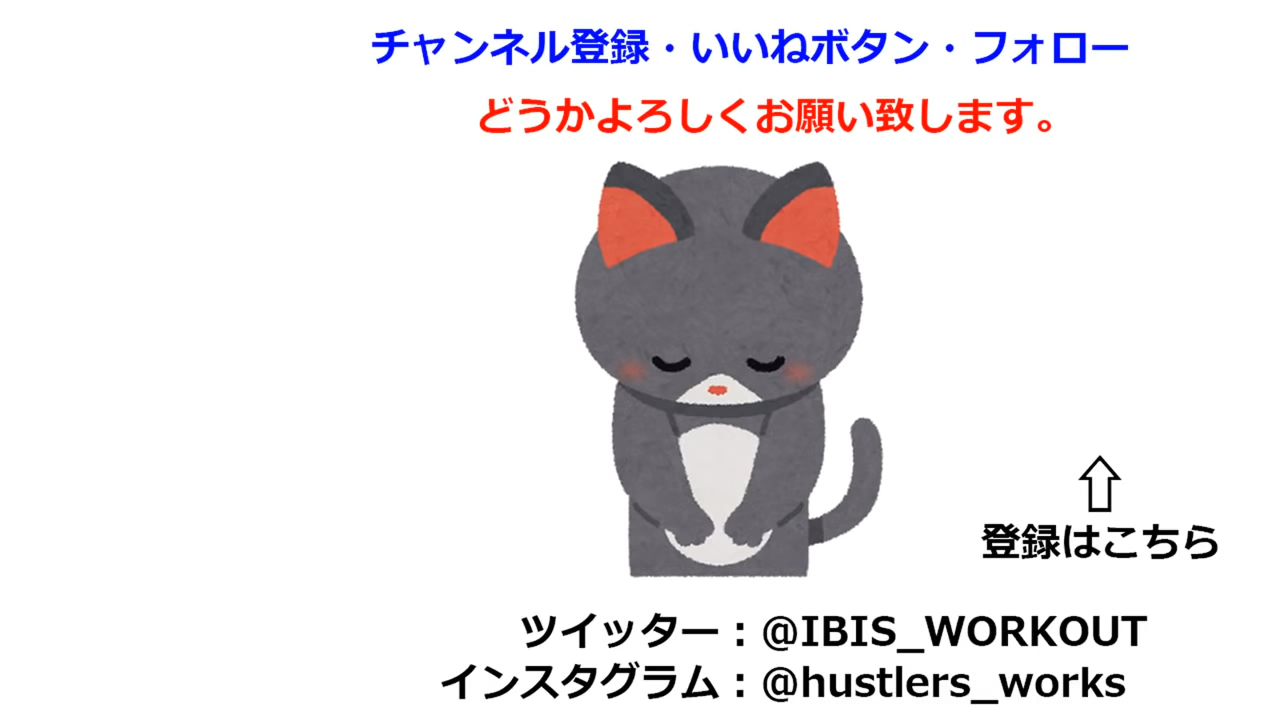 チャンネル登録・いいねボタン・フォロー
どうかよろしくお願い致します。
登録はこちら
ツイッター：@IBIS_WORKOUT
インスタグラム：@hustlers_works